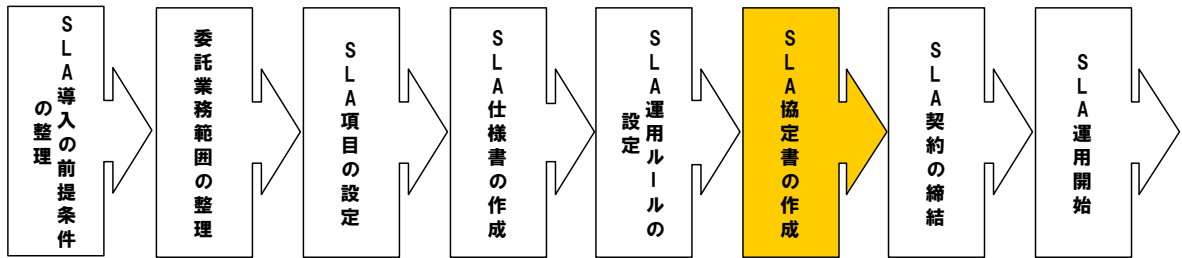 SLA導入の前提条件
の整理
委託業務範囲の整理
SLA項目の設定
SLA仕様書の作成
SLA運用ルールの
設定
SLA協定書の作成
SLA契約の締結
SLA運用開始